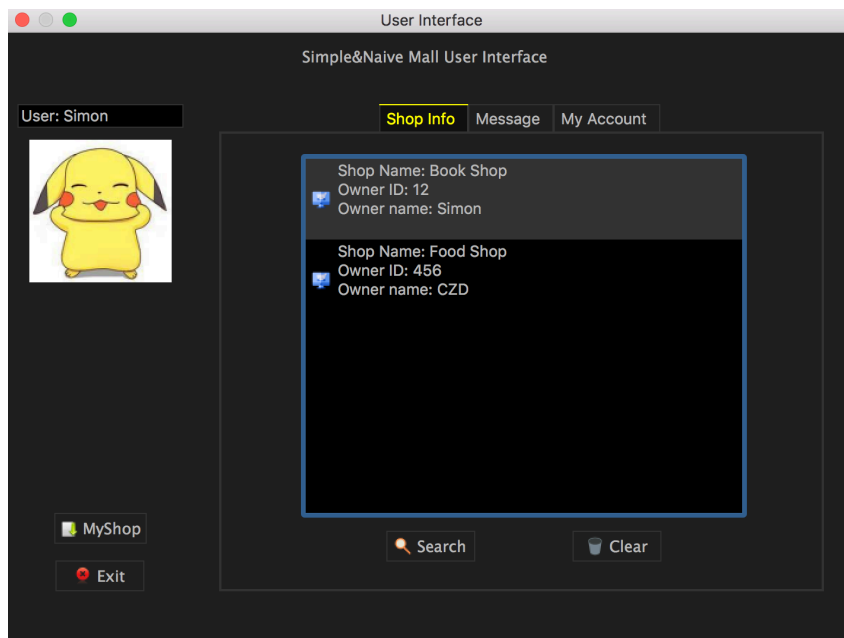 User Interface
Simple&Naive Mall User Interface
User: Simon
Shop Info
Message
My Account
Shop Name: Book Shop
Owner ID: 12
Owner name: Simon
Shop Name: Food Shop
Owner ID: 456
Owner name: CZD
MyShop
Exit
Search
Clear